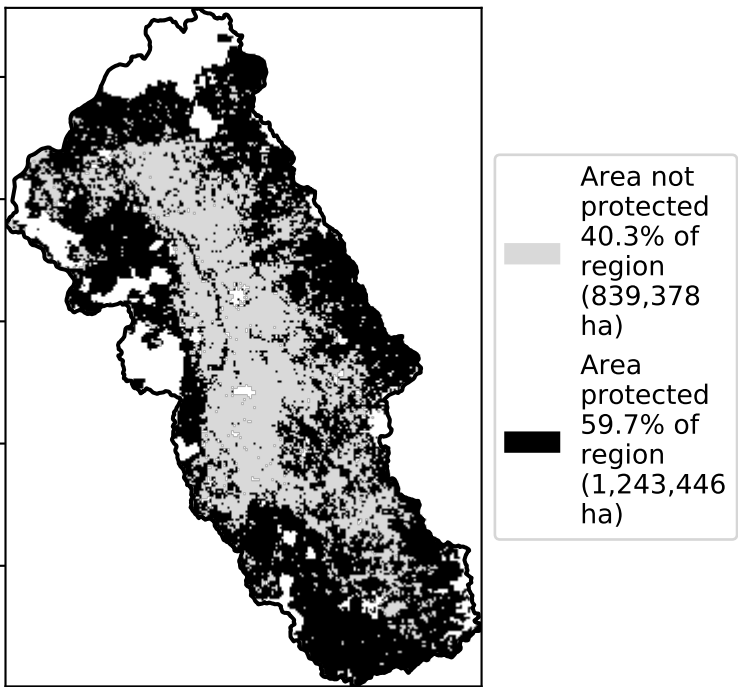 Area not
protected
40.3% of
region
(839,378
ha)
Area
protected
59.7% of
region
(1,243,446
ha)